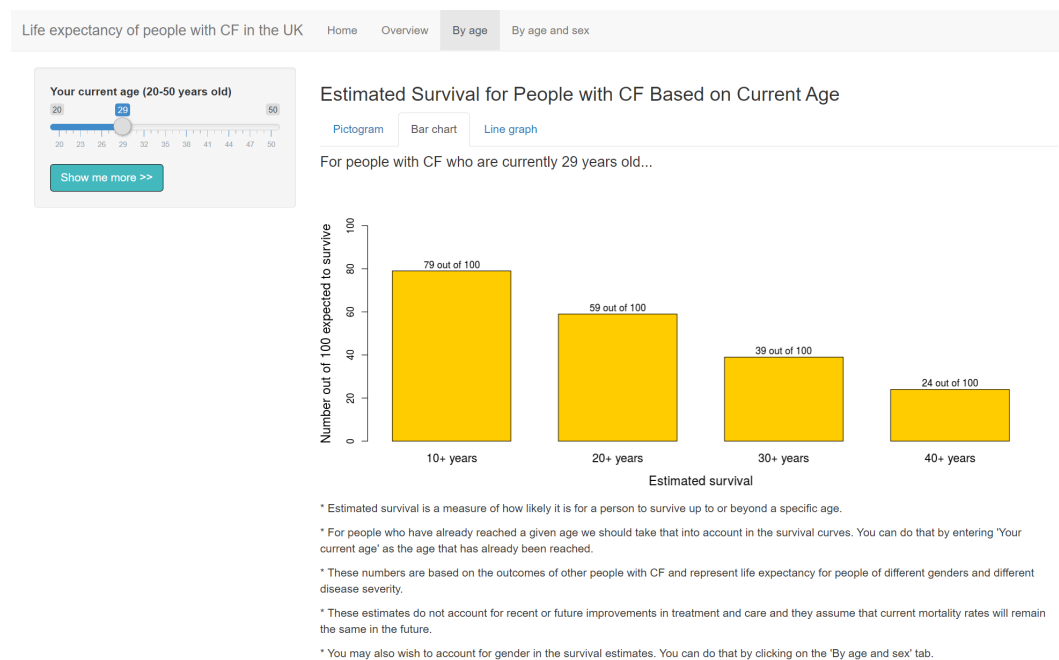 Life expectancy of people with CF in the UK Home Overview By age By age and sex
Your current age (20-50 years old)
20 29 50
20 23 26 29 32 35 38 41 44 47 50
Show me more >>
Estimated Survival for People with CF Based on Current Age
Pictogram Bar chart Line graph
For people with CF who are currently 29 years old...
Number out of 100 expected to survive
100
80
60
40
20
0
79 out of 100
59 out of 100
39 out of 100
24 out of 100
10+ years 20+ years 30+ years 40+ years
Estimated survival
* Estimated survival is a measure of how likely it is for a person to survive up to or beyond a specific age.
* For people who have already reached a given age we should take that into account in the survival curves. You can do that by entering 'Your
current age' as the age that has already been reached.
* These numbers are based on the outcomes of other people with CF and represent life expectancy for people of different genders and different
disease severity.
* These estimates do not account for recent or future improvements in treatment and care and they assume that current mortality rates will remain
the same in the future.
* You may also wish to account for gender in the survival estimates. You can do that by clicking on the 'By age and sex' tab.